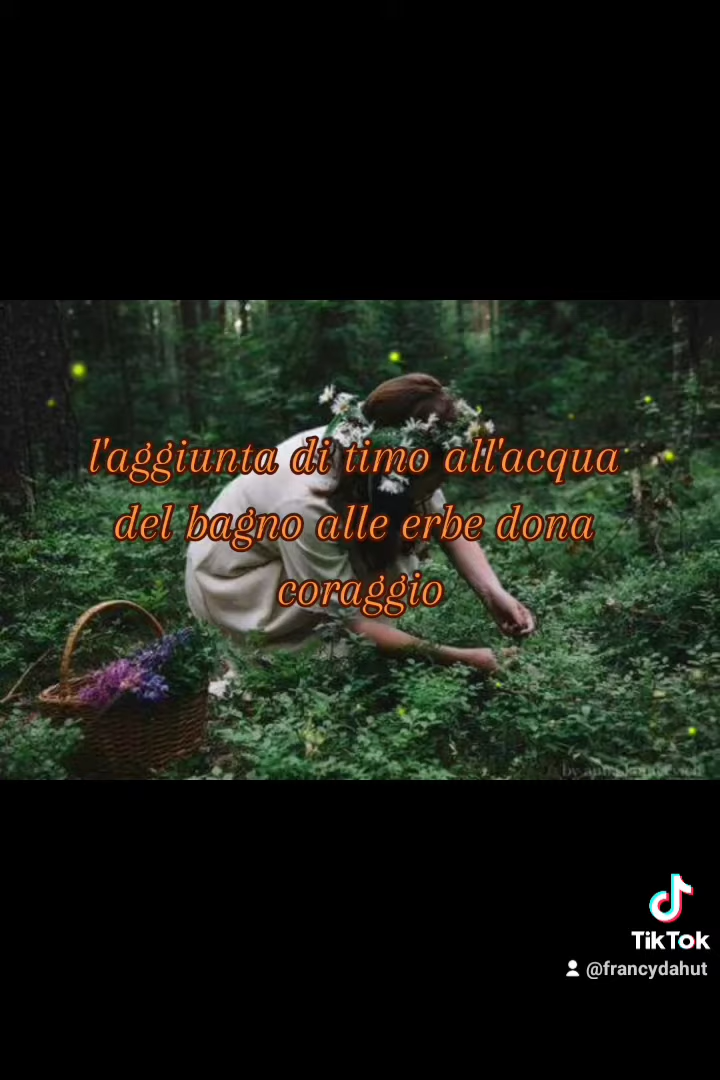 l'aggiunta di timo all'acqua
del bagno alle erbe dona
coraggio
TikTok
@francydahut